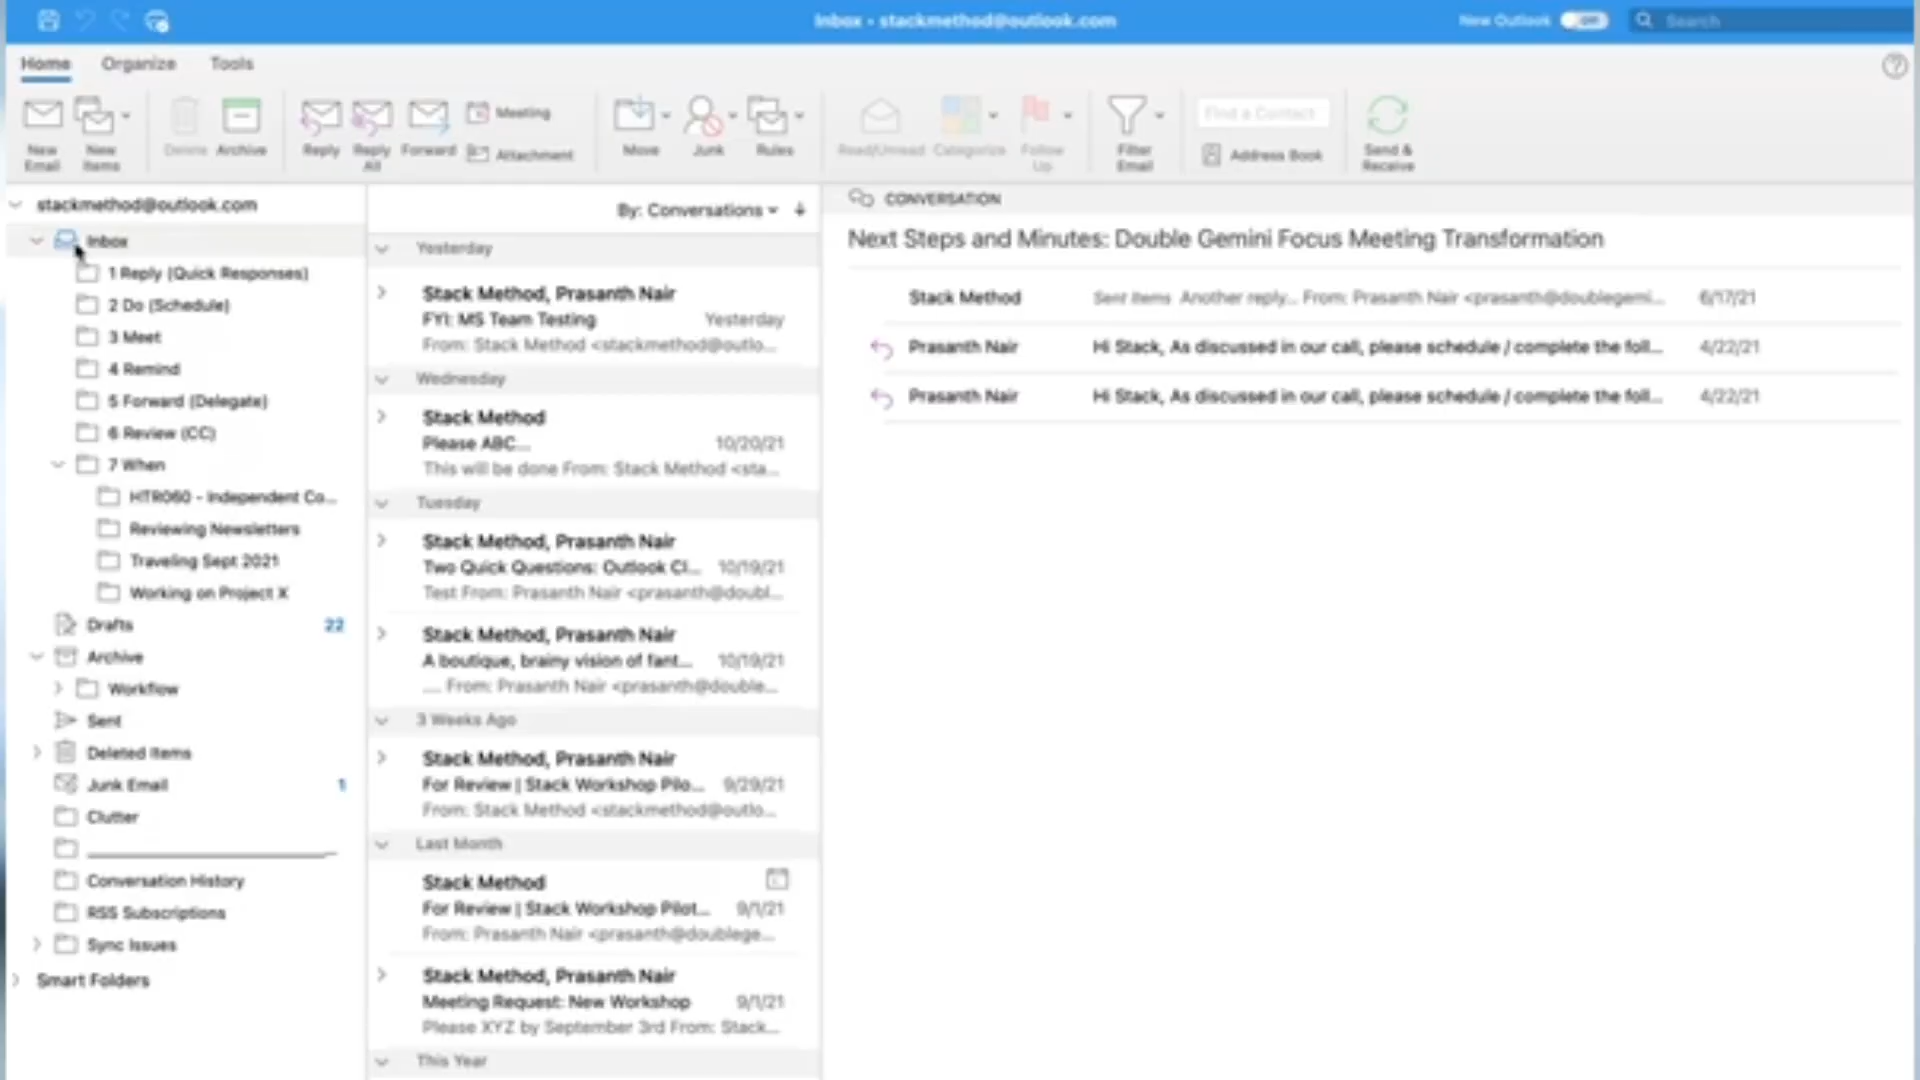 Inbox • stackmethod@outlook.com
New Outlook
Search
Home
Organize
Tools
New Email
New Items
Delete
Archive
Reply
Reply All
Forward
Meeting
Attachment
Move
Junk
Rules
Read/Unread
Categorize
Follow Up
Filter Email
Find a Contact
Address Book
Send & Receive
stackmethod@outlook.com
Inbox
1 Reply (Quick Responses)
2 Do (Schedule)
3 Meet
4 Remind
5 Forward (Delegate)
6 Review (CC)
7 When
HTR060 - Independent Co...
Reviewing Newsletters
Traveling Sept 2021
Working on Project X
Drafts 22
Archive
Workflow
Sent
Deleted Items
Junk Email 1
Clutter
Conversation History
RSS Subscriptions
Sync Issues
Smart Folders
By: Conversations
Yesterday
Stack Method, Prasanth Nair
FYI: MS Team Testing Yesterday
From: Stack Method <stackmethod@outlo...
Wednesday
Stack Method
Please ABC... 10/20/21
This will be done From: Stack Method <sta...
Tuesday
Stack Method, Prasanth Nair
Two Quick Questions: Outlook Cl... 10/19/21
Test From: Prasanth Nair <prasanth@doubl...
Stack Method, Prasanth Nair
A boutique, brainy vision of fant... 10/19/21
.... From: Prasanth Nair <prasanth@double...
3 Weeks Ago
Stack Method, Prasanth Nair
For Review | Stack Workshop Pilo... 9/29/21
From: Stack Method <stackmethod@outlo...
Last Month
Stack Method
For Review | Stack Workshop Pilot... 9/1/21
From: Prasanth Nair <prasanth@doublege...
Stack Method, Prasanth Nair
Meeting Request: New Workshop 9/1/21
Please XYZ by September 3rd From: Stack...
This Year
CONVERSATION
Next Steps and Minutes: Double Gemini Focus Meeting Transformation
Stack Method Sent Items Another reply... From: Prasanth Nair <prasanth@doublegemi... 6/17/21
Prasanth Nair Hi Stack, As discussed in our call, please schedule / complete the foll... 4/22/21
Prasanth Nair Hi Stack, As discussed in our call, please schedule / complete the foll... 4/22/21